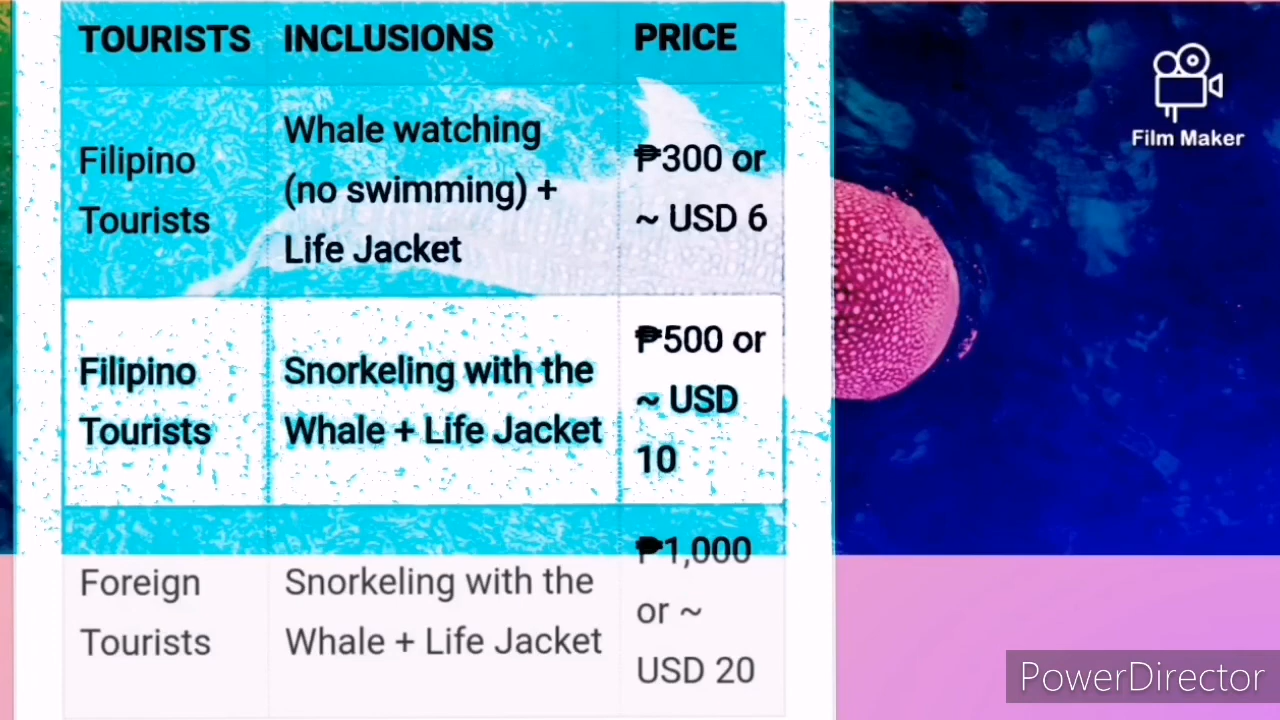 TOURISTS INCLUSIONS PRICE
Filipino
Tourists
Whale watching
(no swimming) +
Life Jacket
₱300 or
~ USD 6
Filipino
Tourists
Snorkeling with the
Whale + Life Jacket
₱500 or
~ USD
10
Foreign
Tourists
Snorkeling with the
Whale + Life Jacket
₱1,000
or ~
USD 20
Film Maker
PowerDirector